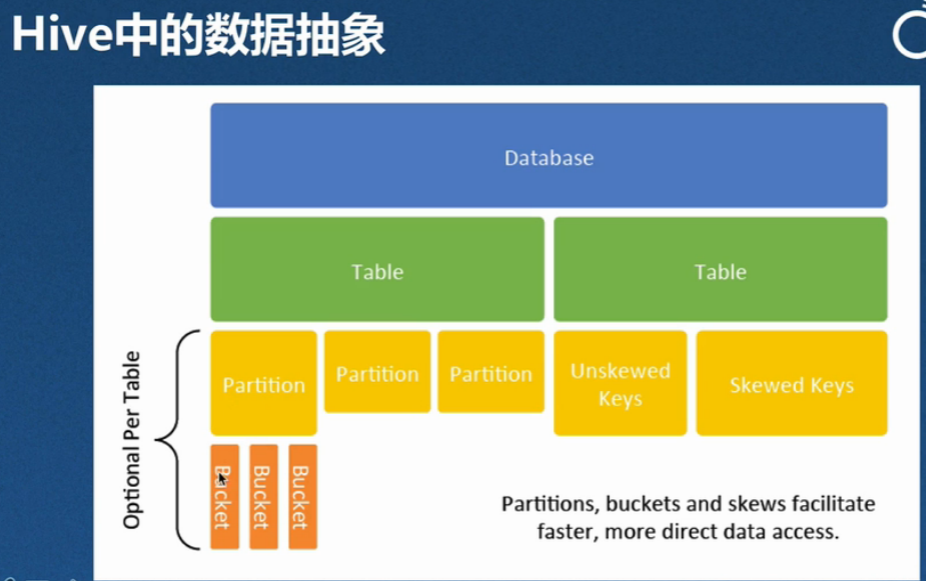 Hive中的数据抽象
Database
Table
Table
Optional Per Table
Partition
Partition
Partition
Unskewed
Keys
Skewed Keys
Bucket
Bucket
Bucket
Partitions, buckets and skews facilitate
faster, more direct data access.